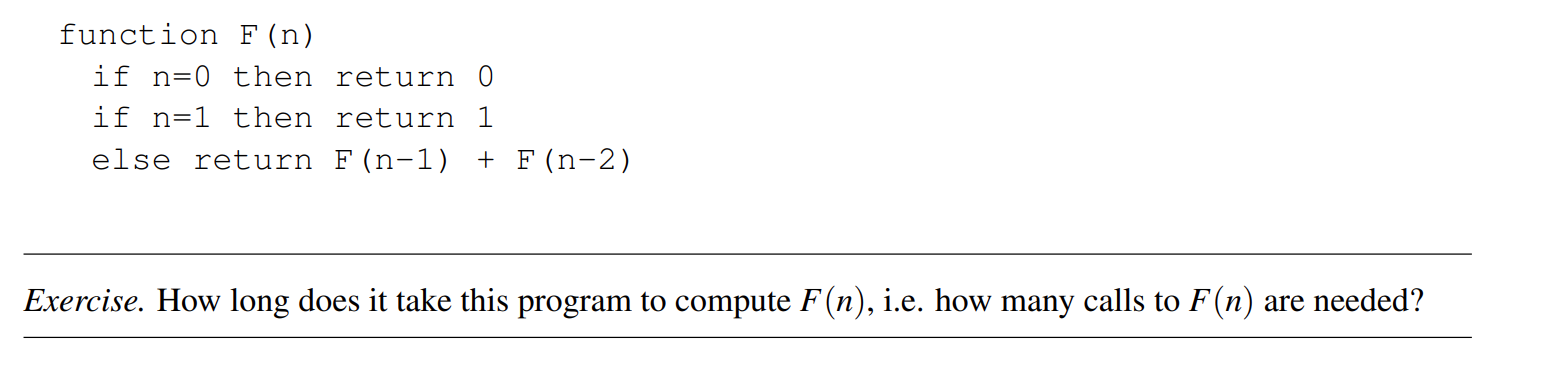 function F(n)
if n=0 then return 0
if n=1 then return 1
else return F(n-1) + F(n-2)
Exercise. How long does it take this program to compute F(n), i.e. how many calls to F(n) are needed?